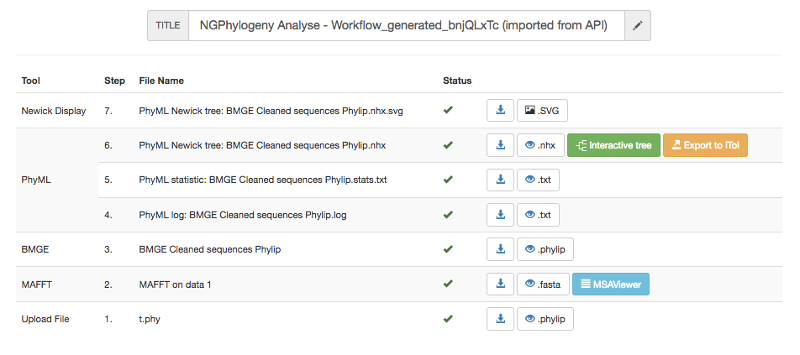 TITLE NGPhylogeny Analyse - Workflow_generated_bnjQLxTc (imported from API)
Tool Step File Name Status
Newick Display 7. PhyML Newick tree: BMGE Cleaned sequences Phylip.nhx.svg .SVG
6. PhyML Newick tree: BMGE Cleaned sequences Phylip.nhx .nhx Interactive tree Export to iTol
PhyML 5. PhyML statistic: BMGE Cleaned sequences Phylip.stats.txt .txt
4. PhyML log: BMGE Cleaned sequences Phylip.log .txt
BMGE 3. BMGE Cleaned sequences Phylip .phylip
MAFFT 2. MAFFT on data 1 .fasta MSAViewer
Upload File 1. t.phy .phylip